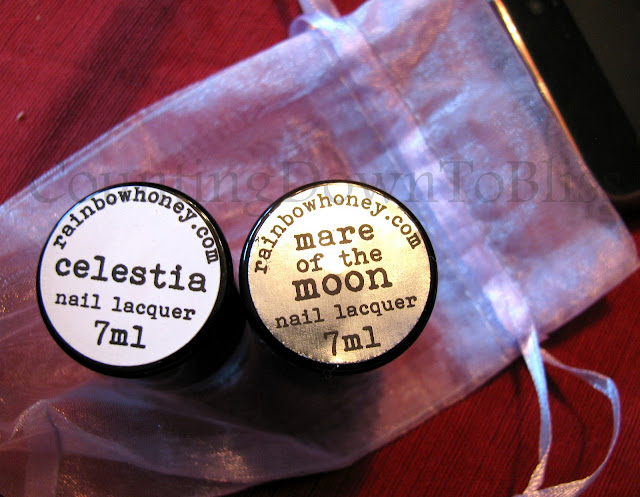 CountingDownToBliss
rainbowhoney.com
celestia
nail lacquer
7ml
rainbowhoney.com
mare
of the
moon
nail lacquer
7ml